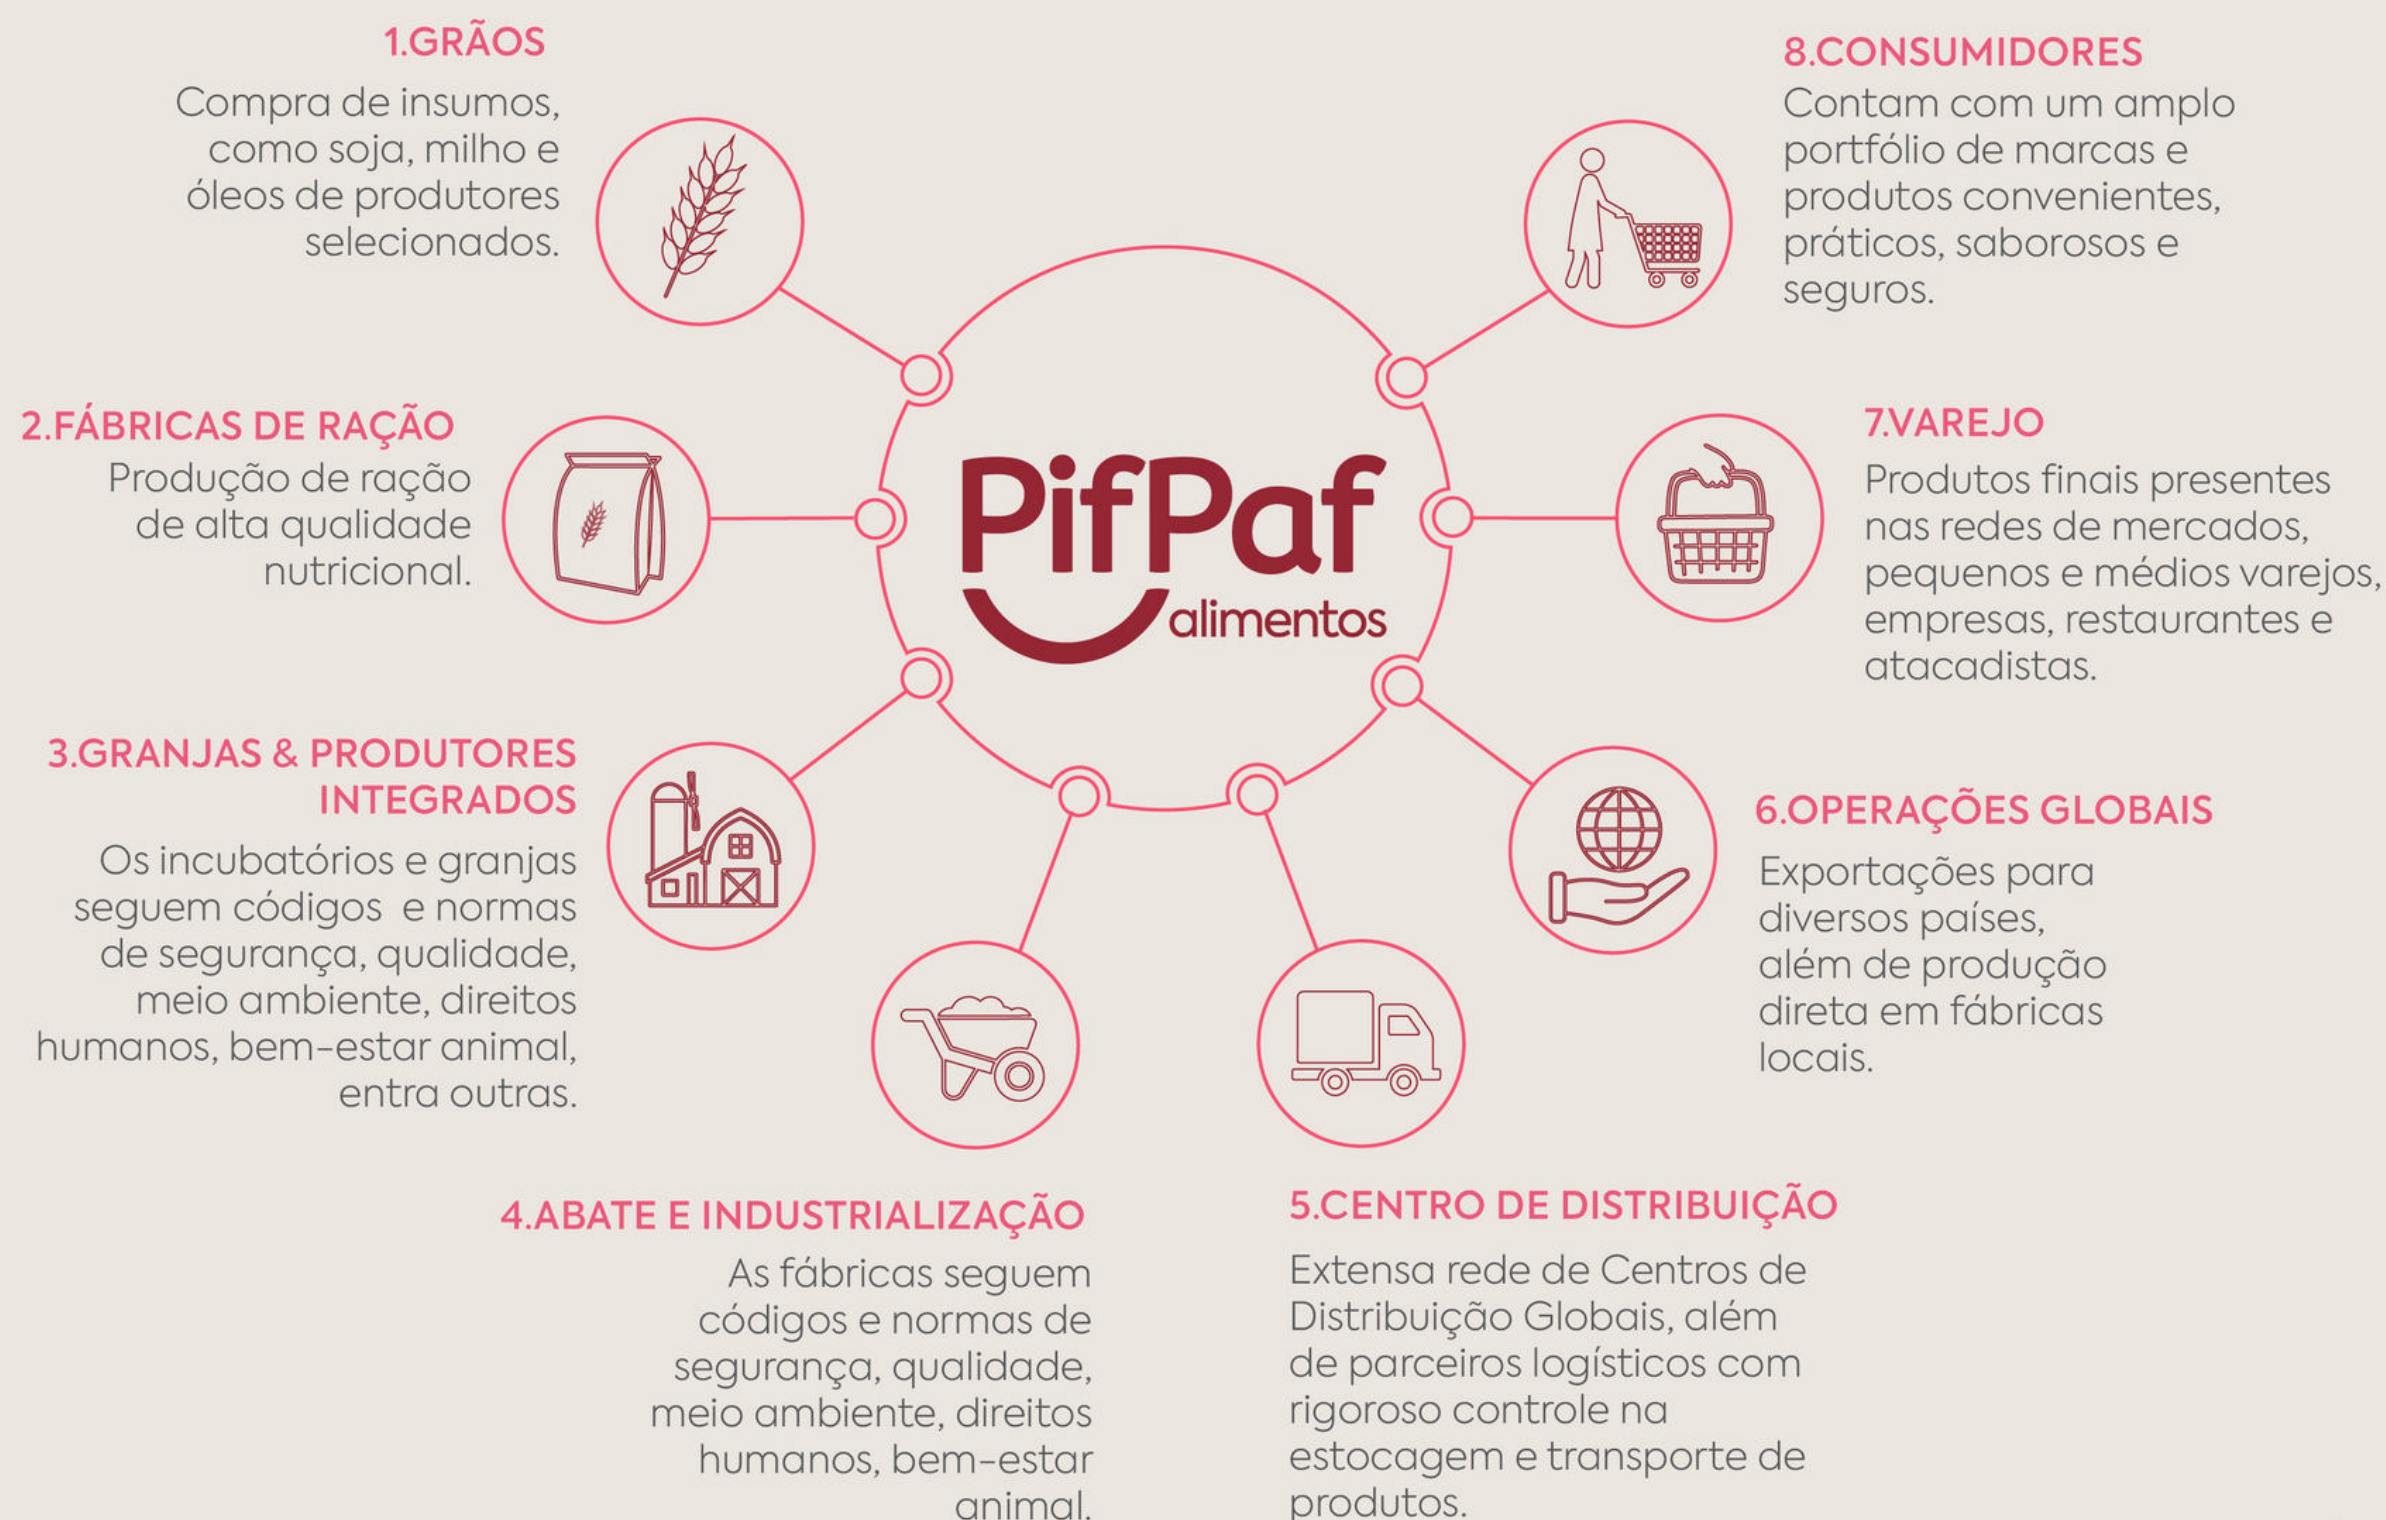 1.GRÃOS
Compra de insumos,
como soja, milho e
óleos de produtores
selecionados.
2.FÁBRICAS DE RAÇÃO
Produção de ração
de alta qualidade
nutricional.
3.GRANJAS & PRODUTORES
INTEGRADOS
Os incubatórios e granjas
seguem códigos e normas
de segurança, qualidade,
meio ambiente, direitos
humanos, bem-estar animal,
entra outras.
4.ABATE E INDUSTRIALIZAÇÃO
As fábricas seguem
códigos e normas de
segurança, qualidade,
meio ambiente, direitos
humanos, bem-estar
animal.
5.CENTRO DE DISTRIBUIÇÃO
Extensa rede de Centros de
Distribuição Globais, além
de parceiros logísticos com
rigoroso controle na
estocagem e transporte de
produtos.
6.OPERAÇÕES GLOBAIS
Exportações para
diversos países,
além de produção
direta em fábricas
locais.
7.VAREJO
Produtos finais presentes
nas redes de mercados,
pequenos e médios varejos,
empresas, restaurantes e
atacadistas.
8.CONSUMIDORES
Contam com um amplo
portfólio de marcas e
produtos convenientes,
práticos, saborosos e
seguros.
PifPaf
alimentos